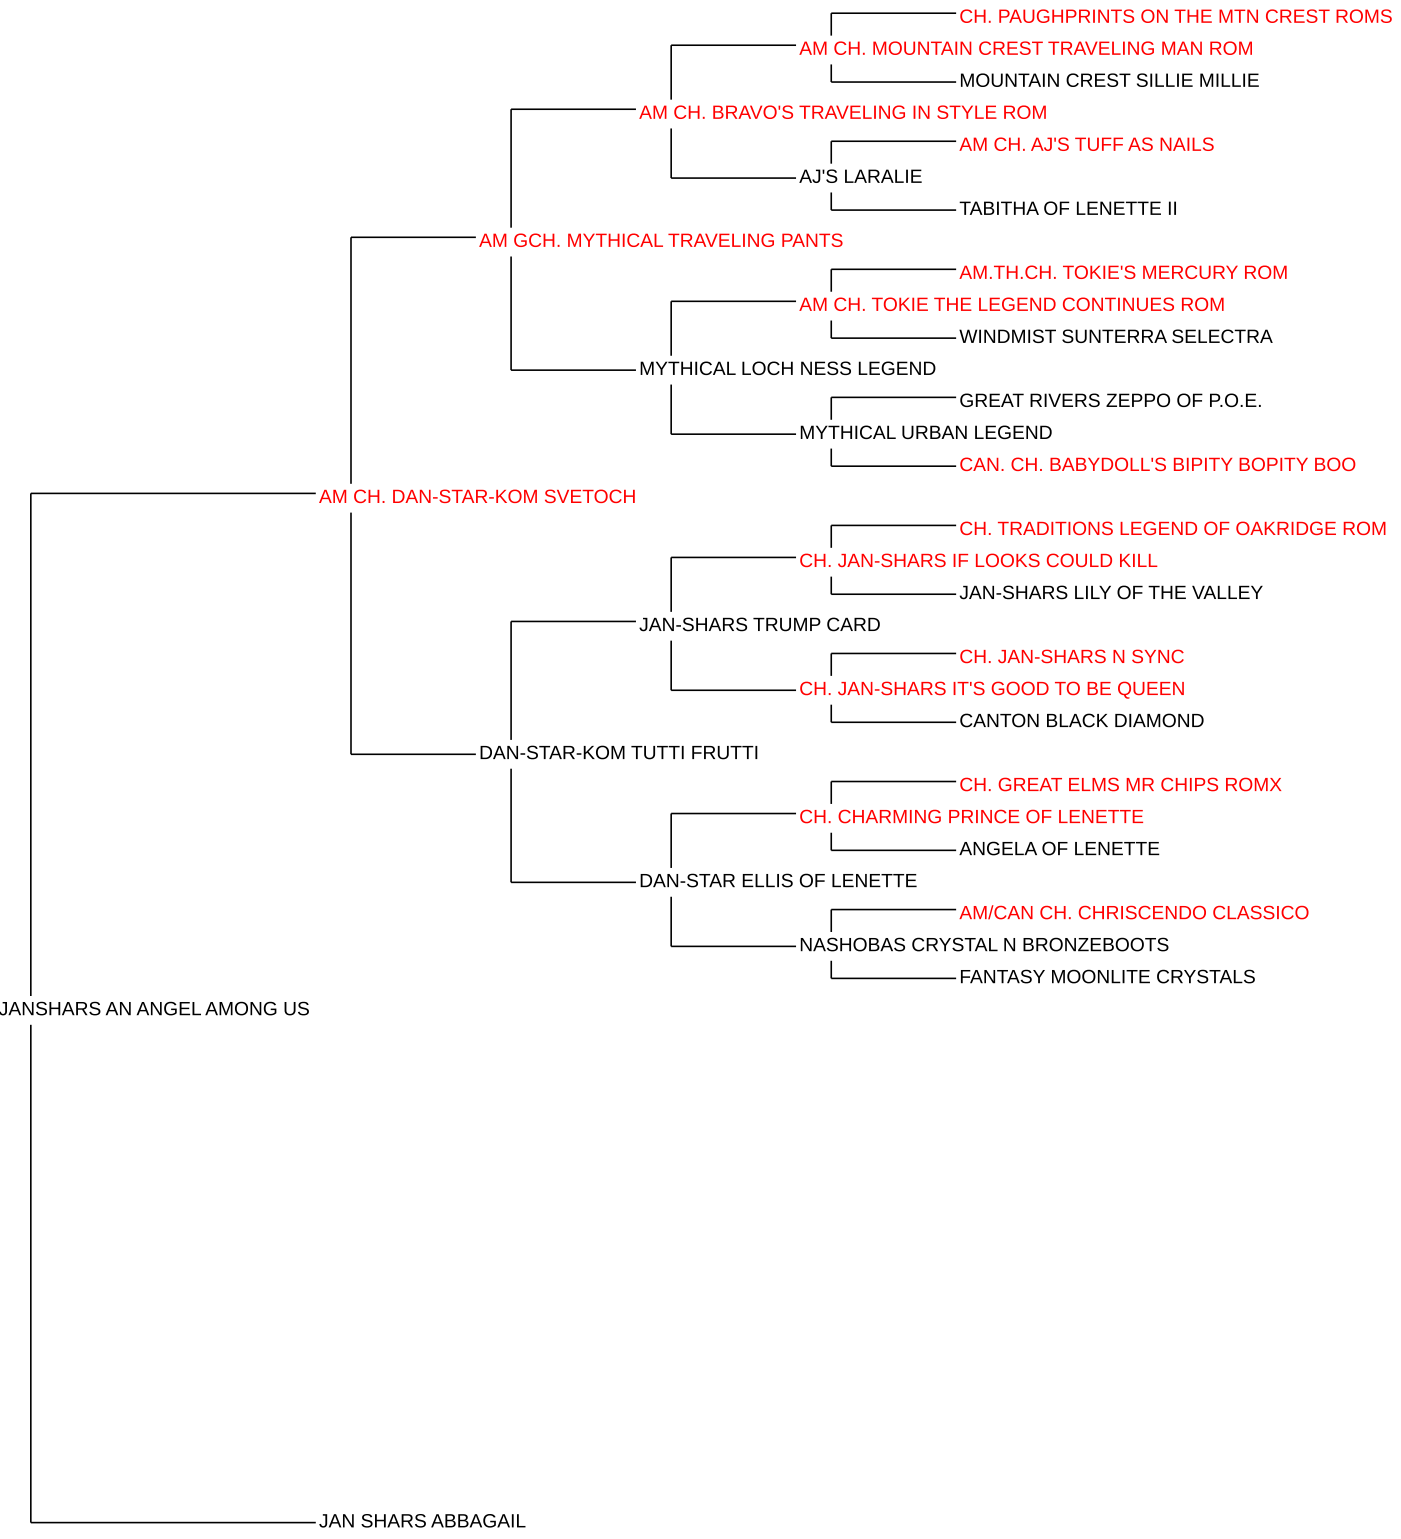 CH. PAUGHPRINTS ON THE MTN CREST ROMS
AM CH. MOUNTAIN CREST TRAVELING MAN ROM
MOUNTAIN CREST SILLIE MILLIE
AM CH. BRAVO'S TRAVELING IN STYLE ROM
AM CH. AJ'S TUFF AS NAILS
AJ'S LARALIE
TABITHA OF LENETTE II
AM GCH. MYTHICAL TRAVELING PANTS
AM.TH.CH. TOKIE'S MERCURY ROM
AM CH. TOKIE THE LEGEND CONTINUES ROM
WINDMIST SUNTERRA SELECTRA
MYTHICAL LOCH NESS LEGEND
GREAT RIVERS ZEPPO OF P.O.E.
MYTHICAL URBAN LEGEND
CAN. CH. BABYDOLL'S BIPITY BOPITY BOO
AM CH. DAN-STAR-KOM SVETOCH
CH. TRADITIONS LEGEND OF OAKRIDGE ROM
CH. JAN-SHARS IF LOOKS COULD KILL
JAN-SHARS LILY OF THE VALLEY
JAN-SHARS TRUMP CARD
CH. JAN-SHARS N SYNC
CH. JAN-SHARS IT'S GOOD TO BE QUEEN
CANTON BLACK DIAMOND
DAN-STAR-KOM TUTTI FRUTTI
CH. GREAT ELMS MR CHIPS ROMX
CH. CHARMING PRINCE OF LENETTE
ANGELA OF LENETTE
DAN-STAR ELLIS OF LENETTE
AM/CAN CH. CHRISCENDO CLASSICO
NASHOBAS CRYSTAL N BRONZEBOOTS
FANTASY MOONLITE CRYSTALS
JANSHARS AN ANGEL AMONG US
JAN SHARS ABBAGAIL